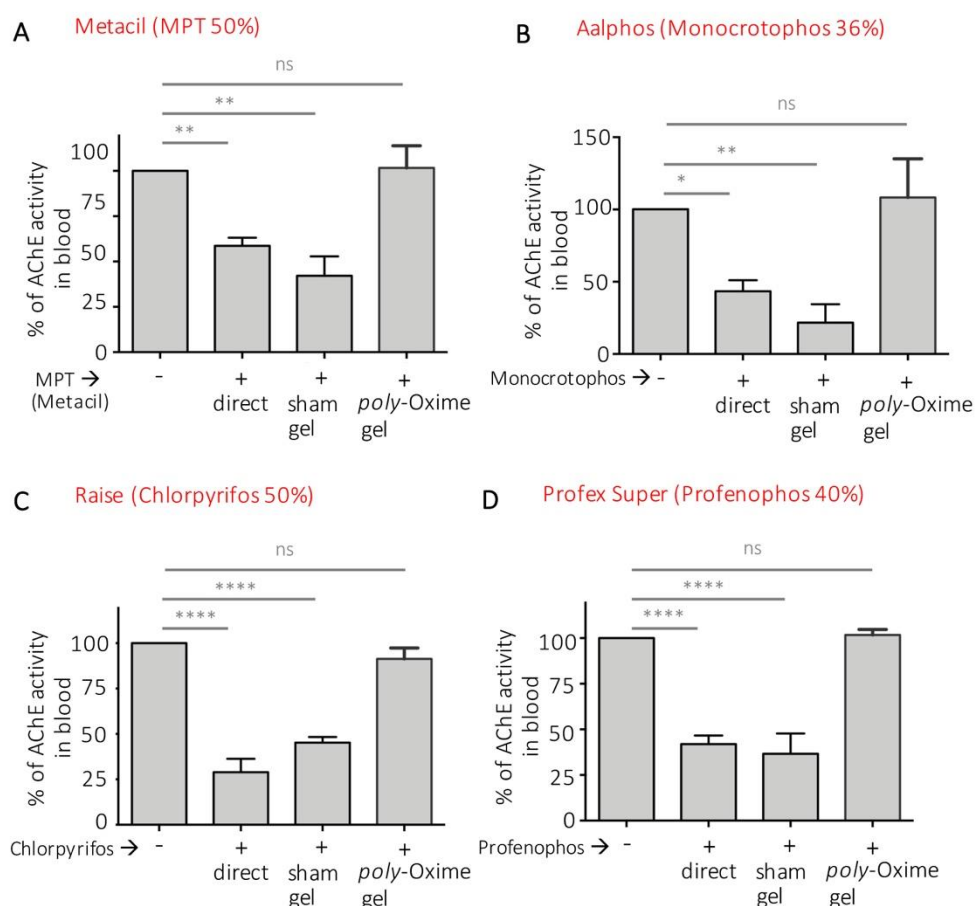 A
Metacil (MPT 50%)
ns
**
**
% of AChE activity
in blood
100
75
50
25
0
MPT →
(Metacil)
-
+
+
+
direct
sham
gel
poly-Oxime
gel
B
Aalphos (Monocrotophos 36%)
ns
**
*
% of AChE activity
in blood
150
100
50
0
Monocrotophos →
-
+
+
+
direct
sham
gel
poly-Oxime
gel
C
Raise (Chlorpyrifos 50%)
ns
****
****
% of AChE activity
in blood
100
75
50
25
0
Chlorpyrifos →
-
+
+
+
direct
sham
gel
poly-Oxime
gel
D
Profex Super (Profenophos 40%)
ns
****
****
% of AChE activity
in blood
100
75
50
25
0
Profenophos →
-
+
+
+
direct
sham
gel
poly-Oxime
gel